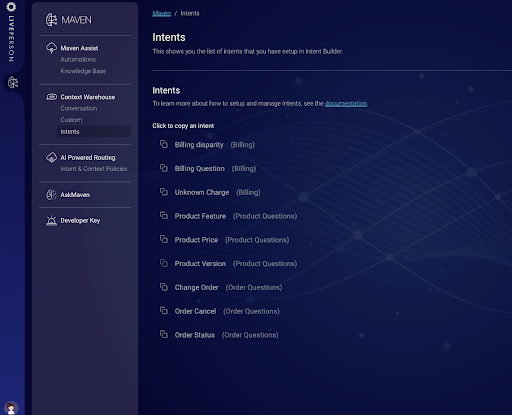 LIVEPERSON
MAVEN
Maven Assist
Automations
Knowledge Base
Context Warehouse
Conversation
Custom
Intents
AI Powered Routing
Intent & Context Policies
AskMaven
Developer Key
Maven / Intents
Intents
This shows you the list of intents that you have setup in Intent Builder.
Intents
To learn more about how to setup and manage intents, see the documentation.
Click to copy an intent
Billing disparity (Billing)
Billing Question (Billing)
Unknown Charge (Billing)
Product Feature (Product Questions)
Product Price (Product Questions)
Product Version (Product Questions)
Change Order (Order Questions)
Order Cancel (Order Questions)
Order Status (Order Questions)